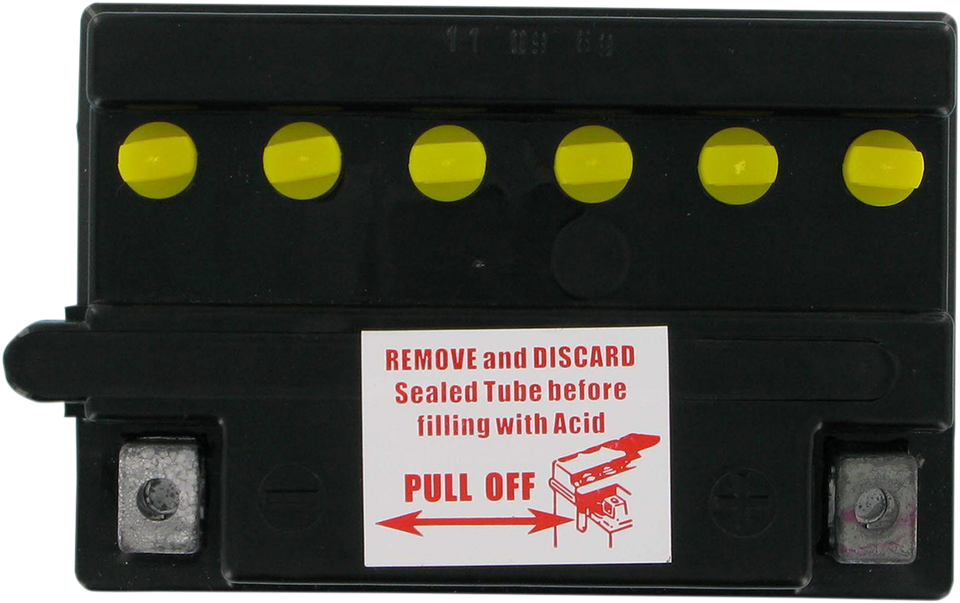 REMOVE and DISCARD
Sealed Tube before
filling with Acid
PULL OFF